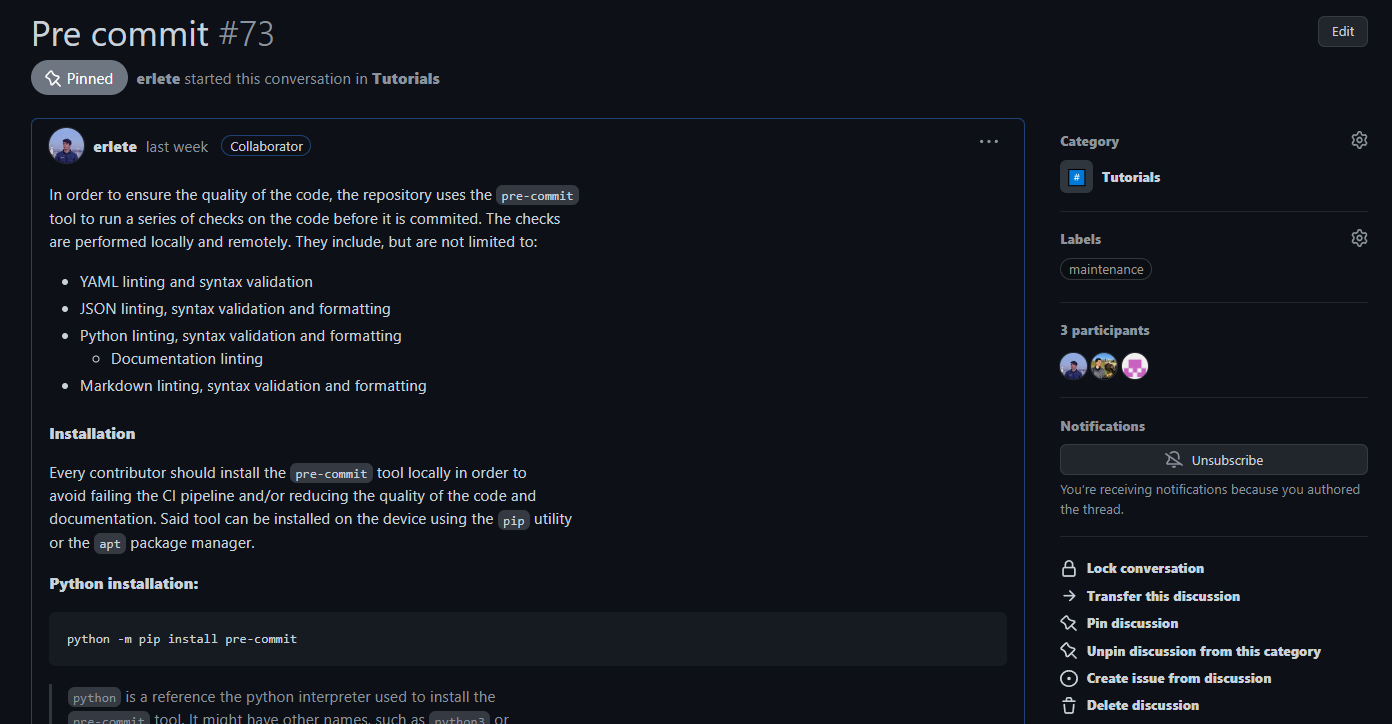 Pre commit #73
Edit
Pinned
erlete started this conversation in Tutorials
erlete last week Collaborator
In order to ensure the quality of the code, the repository uses the pre-commit
tool to run a series of checks on the code before it is commited. The checks
are performed locally and remotely. They include, but are not limited to:
YAML linting and syntax validation
JSON linting, syntax validation and formatting
Python linting, syntax validation and formatting
Documentation linting
Markdown linting, syntax validation and formatting
Installation
Every contributor should install the pre-commit tool locally in order to
avoid failing the CI pipeline and/or reducing the quality of the code and
documentation. Said tool can be installed on the device using the pip utility
or the apt package manager.
Python installation:
python -m pip install pre-commit
python is a reference the python interpreter used to install the
pre-commit tool. It might have other names, such as python3 or
Category
#
Tutorials
Labels
maintenance
3 participants
Notifications
Unsubscribe
You're receiving notifications because you authored
the thread.
Lock conversation
Transfer this discussion
Pin discussion
Unpin discussion from this category
Create issue from discussion
Delete discussion